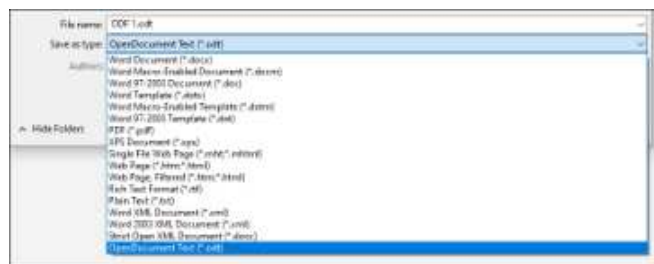 File name: ODF 1.odt
Save as type: OpenDocument Text (*.odt)
Authors:
Word Document (*.docx)
Word Macro-Enabled Document (*.docm)
Word 97-2003 Document (*.doc)
Word Template (*.dotx)
Word Macro-Enabled Template (*.dotm)
Word 97-2003 Template (*.dot)
Hide Folders
PDF (*.pdf)
XPS Document (*.xps)
Single File Web Page (*.mht;*.mhtml)
Web Page (*.htm;*.html)
Web Page, Filtered (*.htm;*.html)
Rich Text Format (*.rtf)
Plain Text (*.txt)
Word XML Document (*.xml)
Word 2003 XML Document (*.xml)
Strict Open XML Document (*.docx)
OpenDocument Text (*.odt)